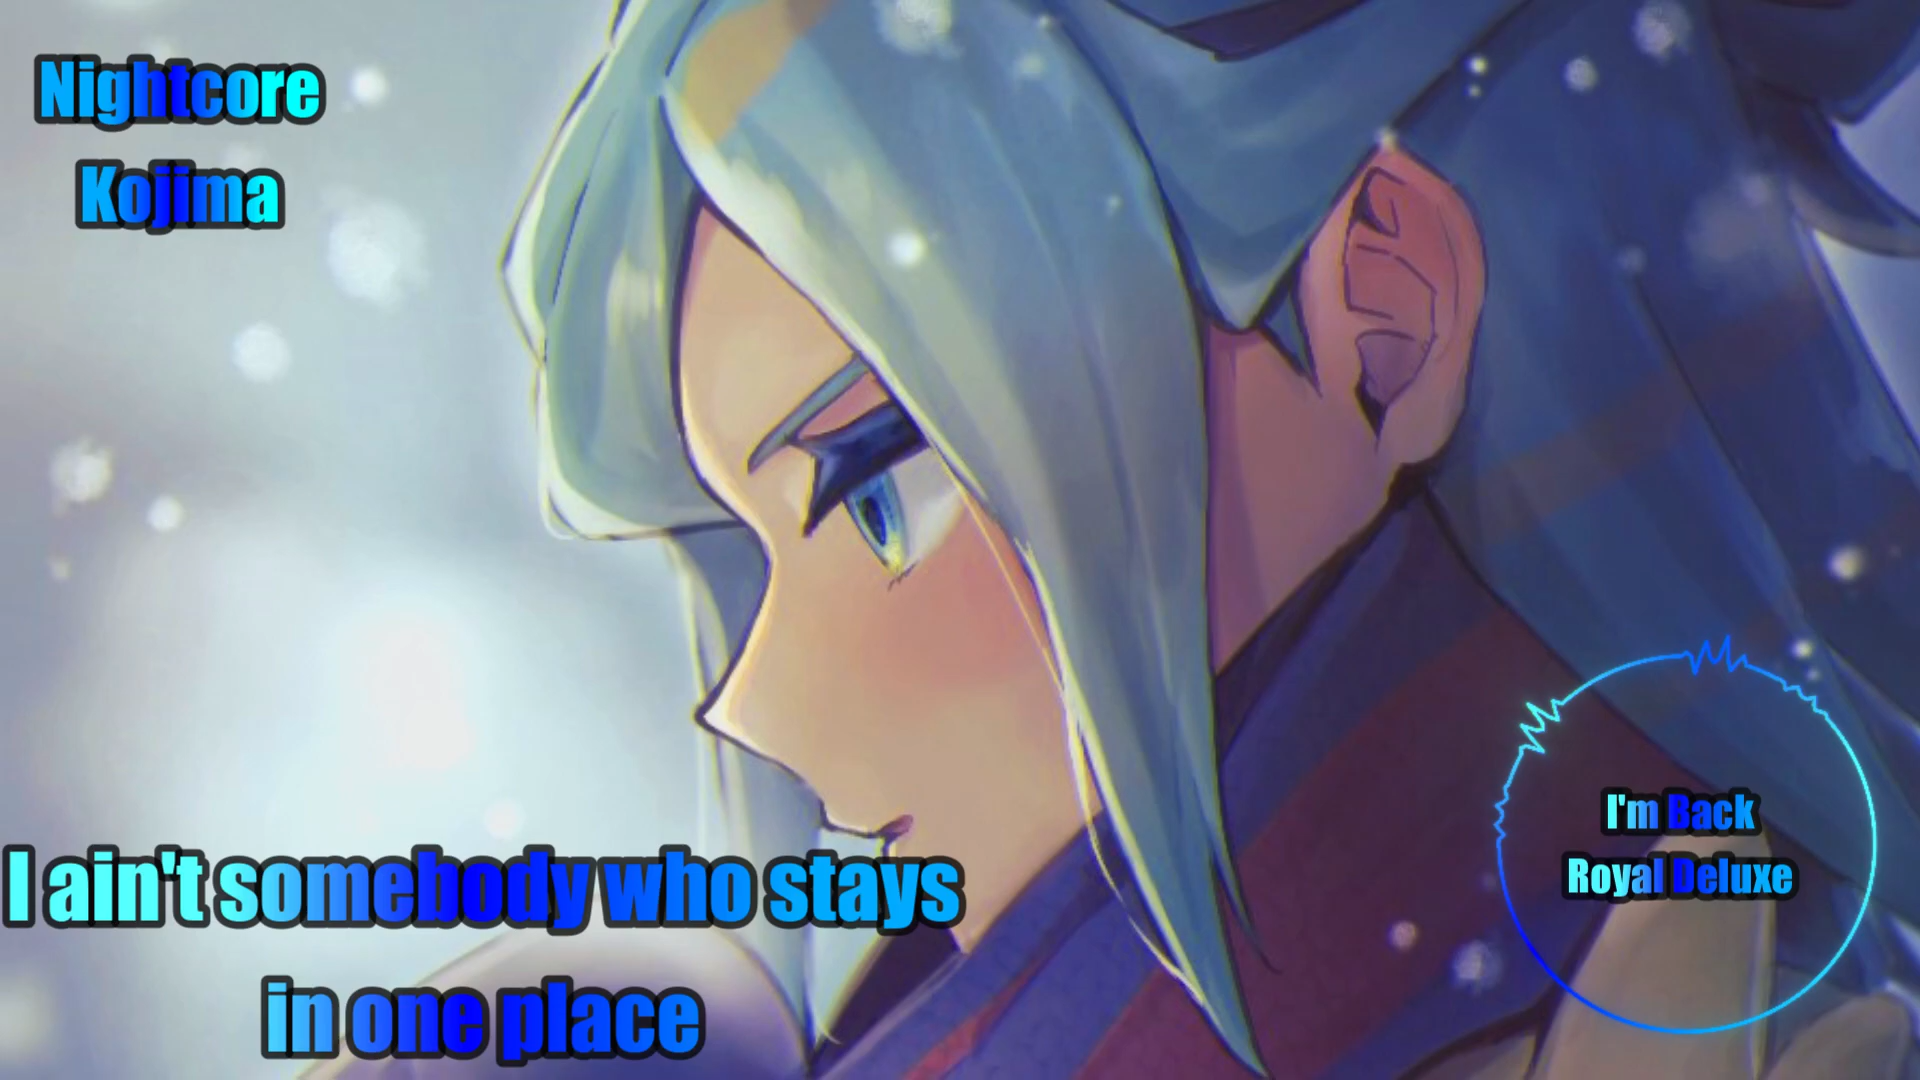 Nightcore
Kojima
I'm Back
Royal Deluxe
I ain't somebody who stays
in one place